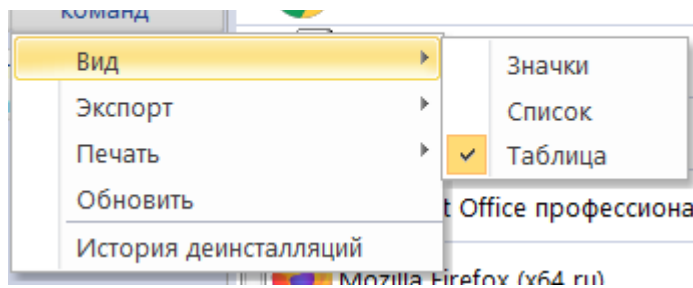 команд
Вид
Экспорт
Печать
Обновить
История деинсталляций
Значки
Список
Таблица
t Office профессиона
Mozilla Firefox (x64 ru)